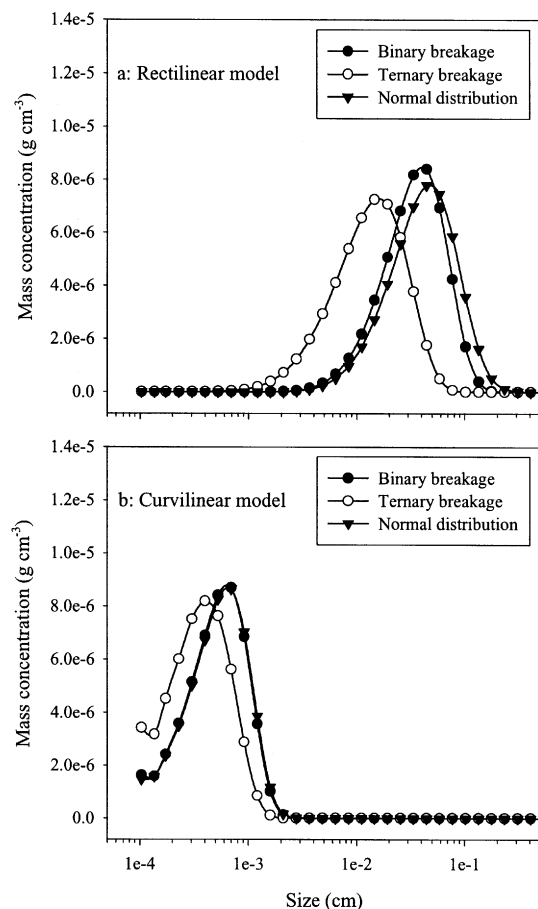 1.4e-5
1.2e-5
1.0e-5
8.0e-6
6.0e-6
4.0e-6
2.0e-6
0.0
Mass concentration (g cm⁻³)
a: Rectilinear model
Binary breakage
Ternary breakage
Normal distribution
1.4e-5
1.2e-5
1.0e-5
8.0e-6
6.0e-6
4.0e-6
2.0e-6
0.0
Mass concentration (g cm⁻³)
b: Curvilinear model
Binary breakage
Ternary breakage
Normal distribution
1e-4 1e-3 1e-2 1e-1
Size (cm)